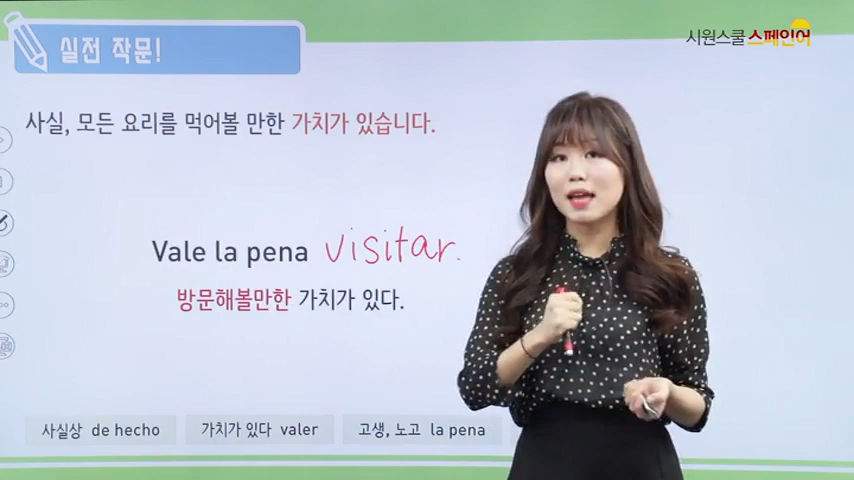 실전 작문!
시원스쿨 스페인어
사실, 모든 요리를 먹어볼 만한 가치가 있습니다.
Vale la pena visitar.
방문해볼만한 가치가 있다.
사실상 de hecho
가치가 있다 valer
고생, 노고 la pena